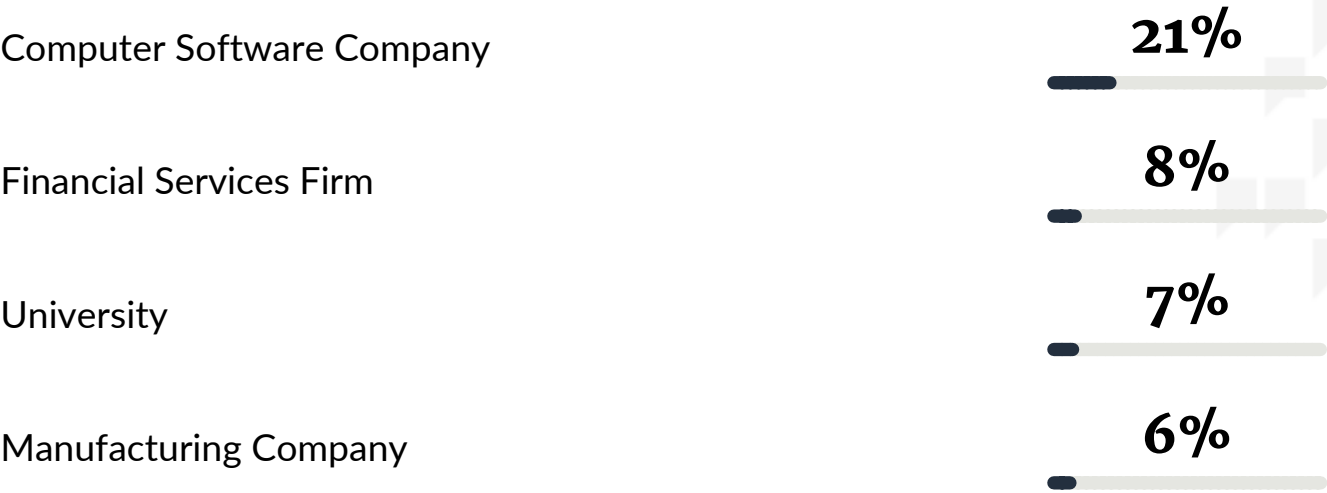 Computer Software Company 21%
Financial Services Firm 8%
University 7%
Manufacturing Company 6%